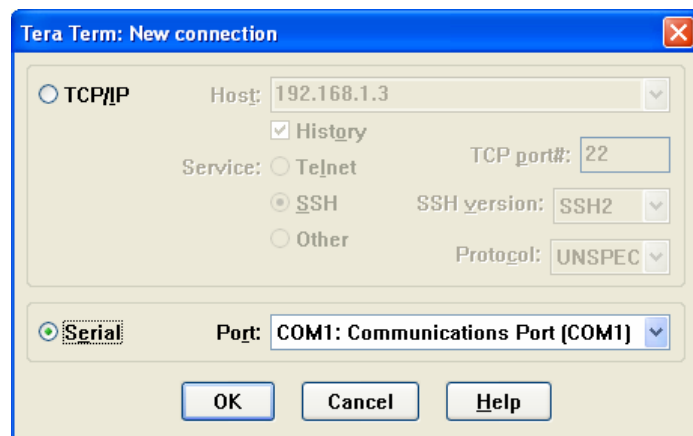 Tera Term: New connection
TCP/IP Host: 192.168.1.3
History
Service: Telnet TCP port#: 22
SSH SSH version: SSH2
Other Protocol: UNSPEC
Serial Port: COM1: Communications Port (COM1)
OK Cancel Help